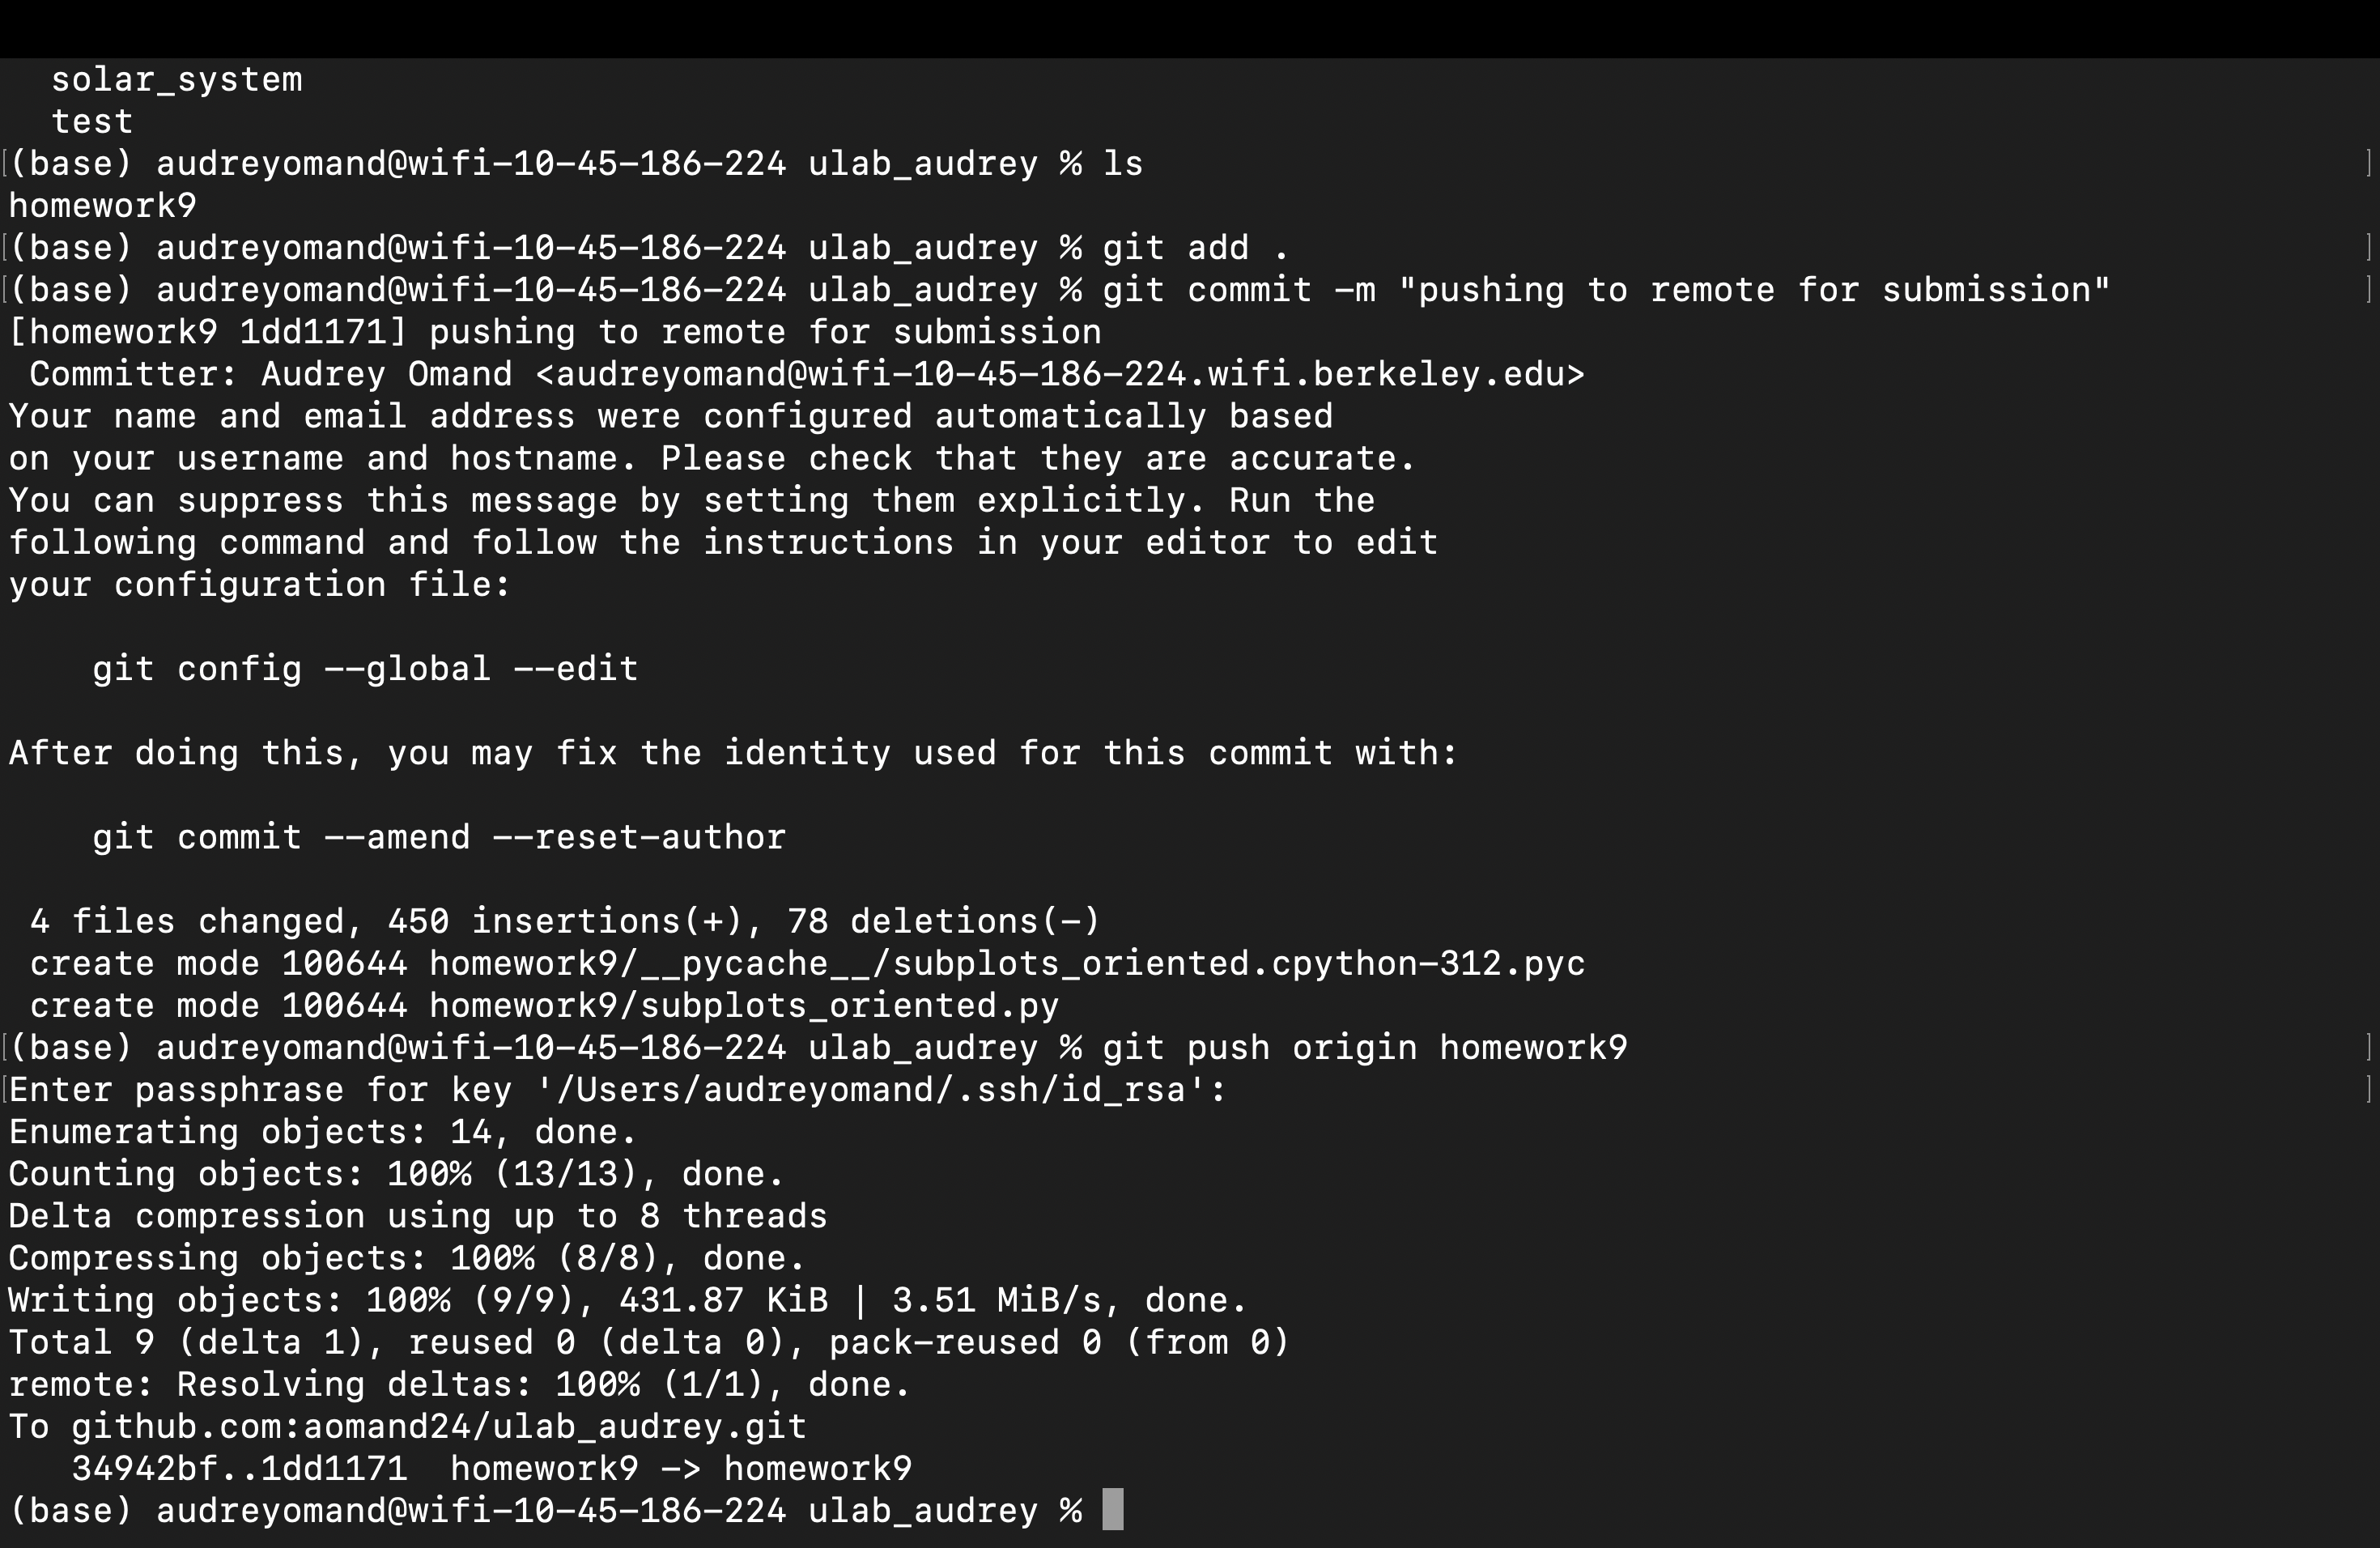 solar_system
  test
[(base) audreyomand@wifi-10-45-186-224 ulab_audrey % ls ]
homework9
[(base) audreyomand@wifi-10-45-186-224 ulab_audrey % git add . ]
[(base) audreyomand@wifi-10-45-186-224 ulab_audrey % git commit -m "pushing to remote for submission" ]
[homework9 1dd1171] pushing to remote for submission
 Committer: Audrey Omand <audreyomand@wifi-10-45-186-224.wifi.berkeley.edu>
Your name and email address were configured automatically based
on your username and hostname. Please check that they are accurate.
You can suppress this message by setting them explicitly. Run the
following command and follow the instructions in your editor to edit
your configuration file:

    git config --global --edit

After doing this, you may fix the identity used for this commit with:

    git commit --amend --reset-author

 4 files changed, 450 insertions(+), 78 deletions(-)
 create mode 100644 homework9/__pycache__/subplots_oriented.cpython-312.pyc
 create mode 100644 homework9/subplots_oriented.py
[(base) audreyomand@wifi-10-45-186-224 ulab_audrey % git push origin homework9 ]
[Enter passphrase for key '/Users/audreyomand/.ssh/id_rsa': ]
Enumerating objects: 14, done.
Counting objects: 100% (13/13), done.
Delta compression using up to 8 threads
Compressing objects: 100% (8/8), done.
Writing objects: 100% (9/9), 431.87 KiB | 3.51 MiB/s, done.
Total 9 (delta 1), reused 0 (delta 0), pack-reused 0 (from 0)
remote: Resolving deltas: 100% (1/1), done.
To github.com:aomand24/ulab_audrey.git
   34942bf..1dd1171  homework9 -> homework9
(base) audreyomand@wifi-10-45-186-224 ulab_audrey %